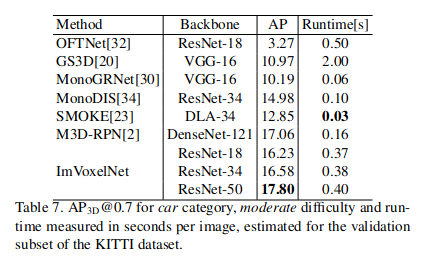 Method Backbone AP Runtime[s]
OFTNet[32] ResNet-18 3.27 0.50
GS3D[20] VGG-16 10.97 2.00
MonoGRNet[30] VGG-16 10.19 0.06
MonoDIS[34] ResNet-34 14.98 0.10
SMOKE[23] DLA-34 12.85 0.03
M3D-RPN[2] DenseNet-121 17.06 0.16
ResNet-18 16.23 0.37
ImVoxelNet ResNet-34 16.58 0.38
ResNet-50 17.80 0.40
Table 7. AP3D@0.7 for car category, moderate difficulty and run-
time measured in seconds per image, estimated for the validation
subset of the KITTI dataset.